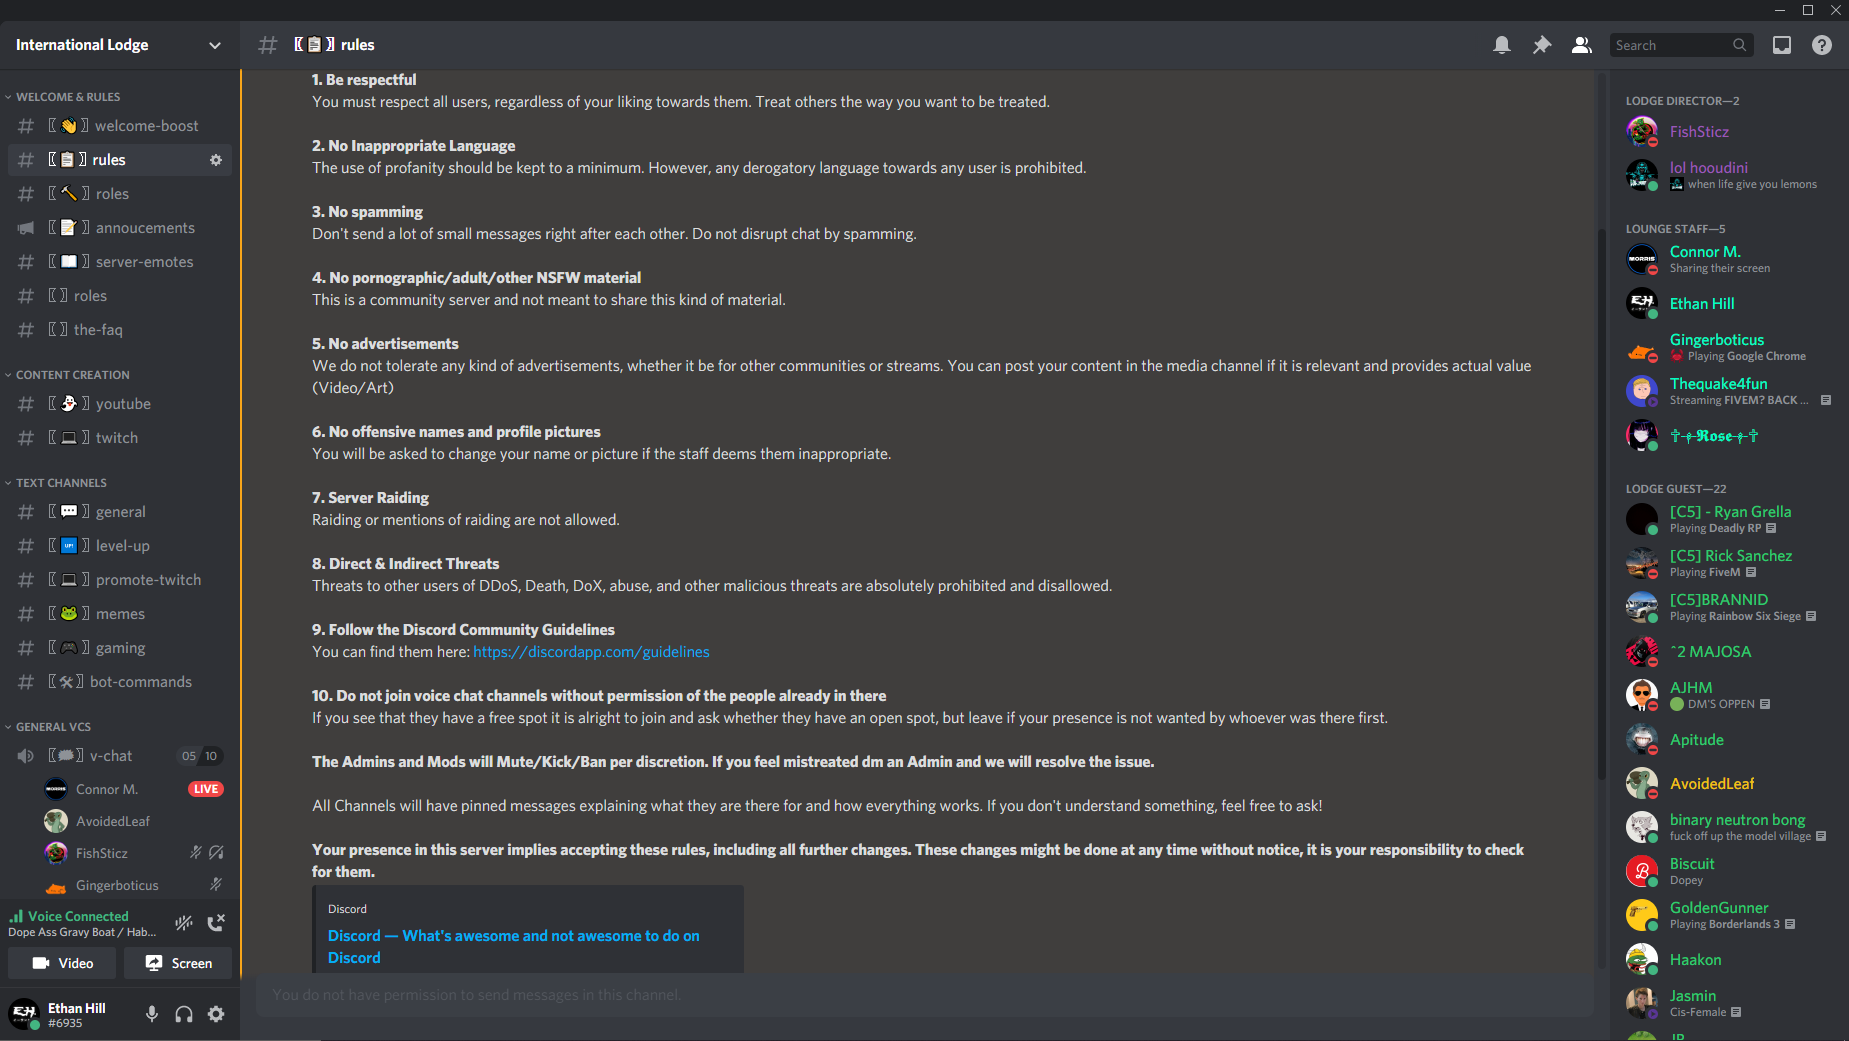 International Lodge
〘📋〙rules
Search
WELCOME & RULES
〘👋〙welcome-boost
〘📋〙rules
〘🔨〙roles
〘📝〙annoucements
〘📖〙server-emotes
〘〙roles
〘〙the-faq
CONTENT CREATION
〘👻〙youtube
〘💻〙twitch
TEXT CHANNELS
〘💬〙general
〘🆙〙level-up
〘💻〙promote-twitch
〘🐸〙memes
〘🎮〙gaming
〘🛠〙bot-commands
GENERAL VCS
〘🗯〙v-chat
05 10
Connor M.
LIVE
AvoidedLeaf
FishSticz
Gingerboticus
Voice Connected
Dope Ass Gravy Boat / Hab...
Video
Screen
Ethan Hill
#6935
1. Be respectful
You must respect all users, regardless of your liking towards them. Treat others the way you want to be treated.
2. No Inappropriate Language
The use of profanity should be kept to a minimum. However, any derogatory language towards any user is prohibited.
3. No spamming
Don't send a lot of small messages right after each other. Do not disrupt chat by spamming.
4. No pornographic/adult/other NSFW material
This is a community server and not meant to share this kind of material.
5. No advertisements
We do not tolerate any kind of advertisements, whether it be for other communities or streams. You can post your content in the media channel if it is relevant and provides actual value
(Video/Art)
6. No offensive names and profile pictures
You will be asked to change your name or picture if the staff deems them inappropriate.
7. Server Raiding
Raiding or mentions of raiding are not allowed.
8. Direct & Indirect Threats
Threats to other users of DDoS, Death, DoX, abuse, and other malicious threats are absolutely prohibited and disallowed.
9. Follow the Discord Community Guidelines
You can find them here: https://discordapp.com/guidelines
10. Do not join voice chat channels without permission of the people already in there
If you see that they have a free spot it is alright to join and ask whether they have an open spot, but leave if your presence is not wanted by whoever was there first.
The Admins and Mods will Mute/Kick/Ban per discretion. If you feel mistreated dm an Admin and we will resolve the issue.
All Channels will have pinned messages explaining what they are there for and how everything works. If you don't understand something, feel free to ask!
Your presence in this server implies accepting these rules, including all further changes. These changes might be done at any time without notice, it is your responsibility to check
for them.
Discord
Discord — What's awesome and not awesome to do on
Discord
You do not have permission to send messages in this channel.
LODGE DIRECTOR—2
FishSticz
lol hooudini
when life give you lemons
LOUNGE STAFF—5
Connor M.
Sharing their screen
Ethan Hill
Gingerboticus
Playing Google Chrome
Thequake4fun
Streaming FIVEM? BACK ...
✞⸸𝕽𝖔𝖘𝖊⸸✞
LODGE GUEST—22
[C5] - Ryan Grella
Playing Deadly RP
[C5] Rick Sanchez
Playing FiveM
[C5]BRANNID
Playing Rainbow Six Siege
^2 MAJOSA
AJHM
DM'S OPPEN
Apitude
AvoidedLeaf
binary neutron bong
fuck off up the model village
Biscuit
Dopey
GoldenGunner
Playing Borderlands 3
Haakon
Jasmin
Cis-Female